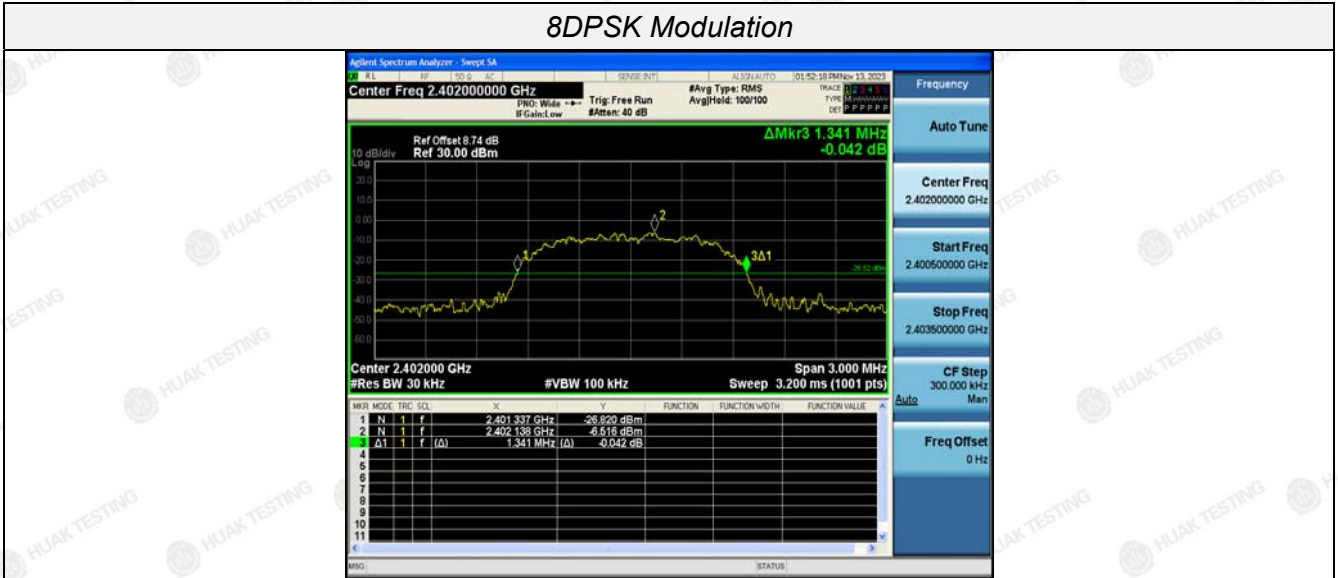 8DPSK Modulation
Agilent Spectrum Analyzer - Swept SA
RL RF 50 Ω AC SENSE:INT ALIGN AUTO 01:52:18 PM Nov 13, 2023
Center Freq 2.402000000 GHz
PNO: Wide
IFGain:Low
Trig: Free Run
#Atten: 40 dB
#Avg Type: RMS
Avg|Hold: 100/100
TRACE 1 2 3 4 5 6
TYPE
DET P P P P P P
Frequency
ΔMkr3 1.341 MHz
-0.042 dB
Ref Offset 8.74 dB
10 dB/div Ref 30.00 dBm
Log
20.0
10.0
0.00
-10.0
-20.0
-30.0
-40.0
-50.0
-60.0
1
2
3Δ1
-26.52 dBm
Center 2.402000 GHz Span 3.000 MHz
#Res BW 30 kHz #VBW 100 kHz Sweep 3.200 ms (1001 pts)
MKR MODE TRC SCL X Y FUNCTION FUNCTION WIDTH FUNCTION VALUE
1 N 1 f 2.401 337 GHz -26.820 dBm
2 N 1 f 2.402 138 GHz -6.516 dBm
3 Δ1 1 f (Δ) 1.341 MHz (Δ) -0.042 dB
4
5
6
7
8
9
10
11
MSG STATUS
Auto Tune
Center Freq
2.402000000 GHz
Start Freq
2.400500000 GHz
Stop Freq
2.403500000 GHz
CF Step
300.000 kHz
Auto Man
Freq Offset
0 Hz
HUAK TESTING